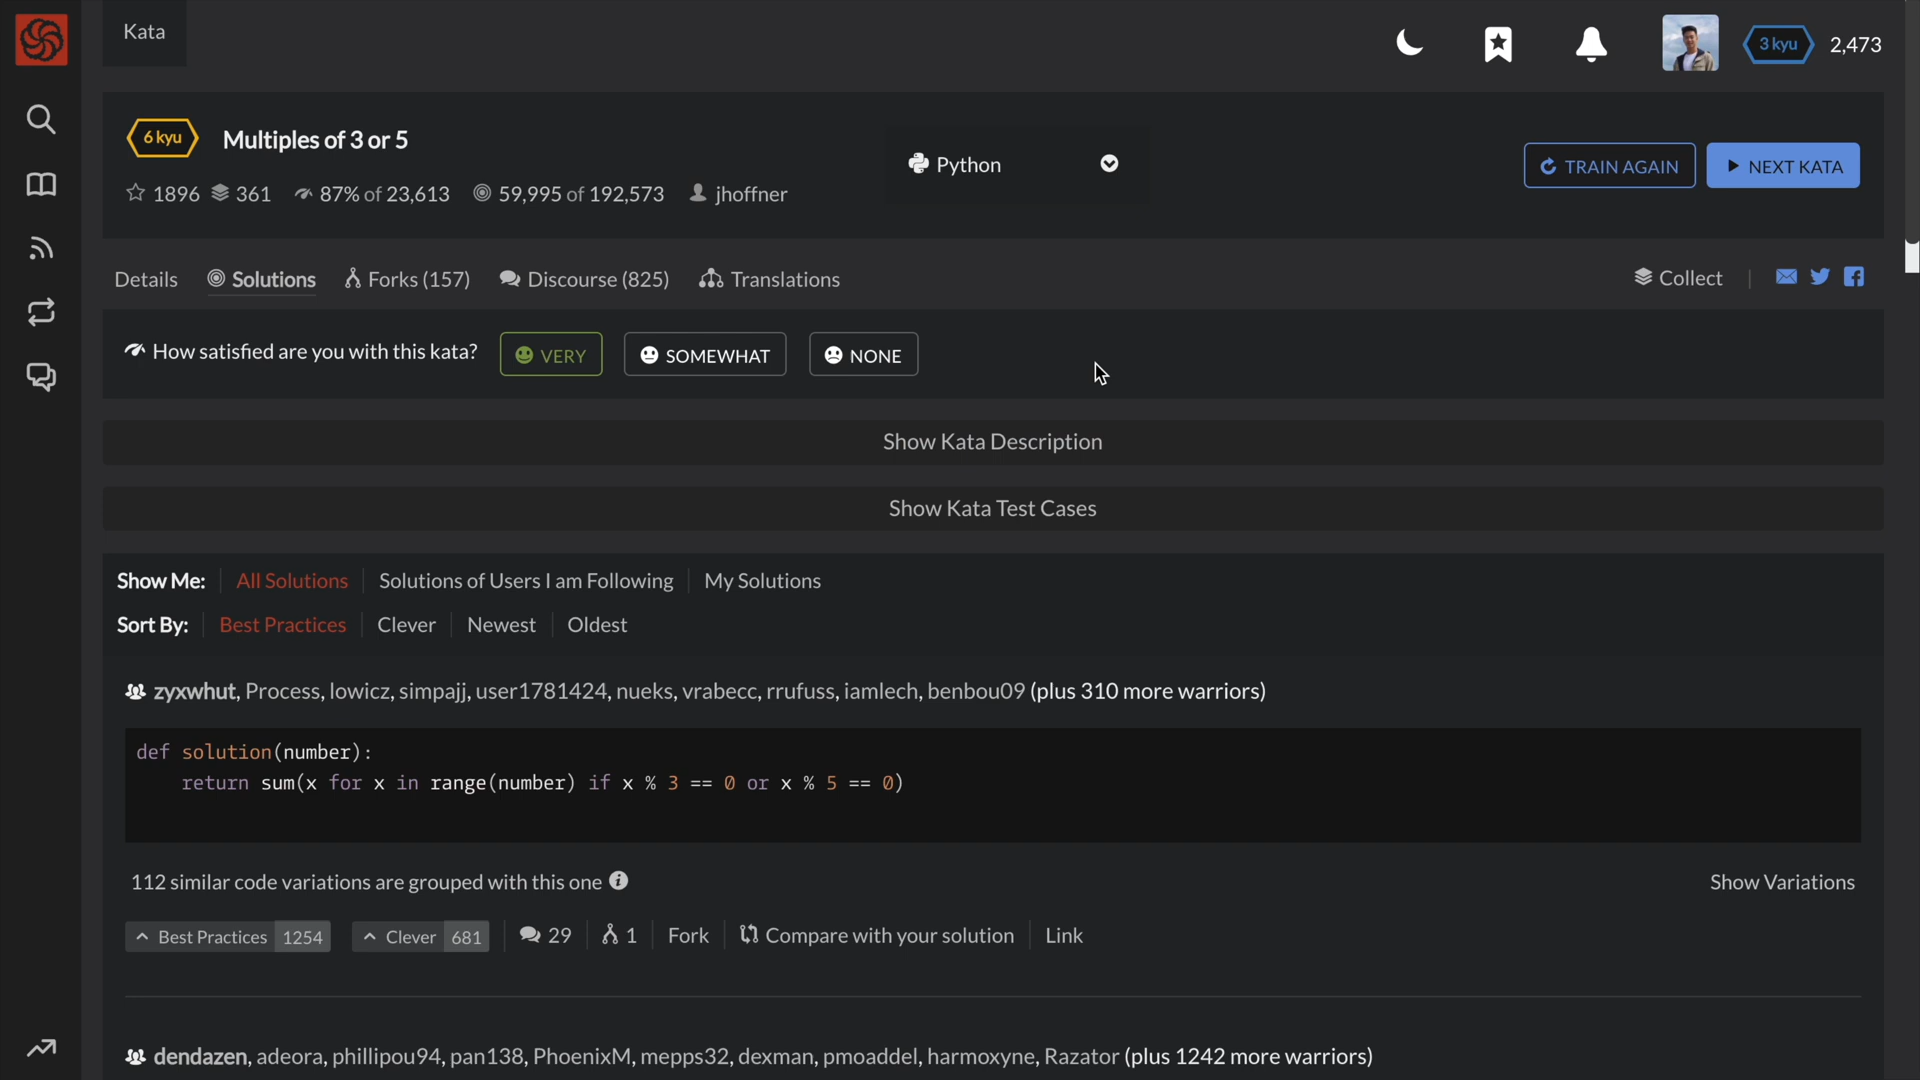 Kata
3 kyu 2,473
6 kyu Multiples of 3 or 5
1896 361 87% of 23,613 59,995 of 192,573 jhoffner
Python
TRAIN AGAIN NEXT KATA
Details Solutions Forks (157) Discourse (825) Translations Collect
How satisfied are you with this kata? VERY SOMEWHAT NONE
Show Kata Description
Show Kata Test Cases
Show Me: All Solutions Solutions of Users I am Following My Solutions
Sort By: Best Practices Clever Newest Oldest
zyxwhut, Process, lowicz, simpajj, user1781424, nueks, vrabecc, rrufuss, iamlech, benbou09 (plus 310 more warriors)
def solution(number):
    return sum(x for x in range(number) if x % 3 == 0 or x % 5 == 0)
112 similar code variations are grouped with this one Show Variations
Best Practices 1254 Clever 681 29 1 Fork Compare with your solution Link
dendazen, adeora, phillipou94, pan138, PhoenixM, mepps32, dexman, pmoaddel, harmoxyne, Razator (plus 1242 more warriors)